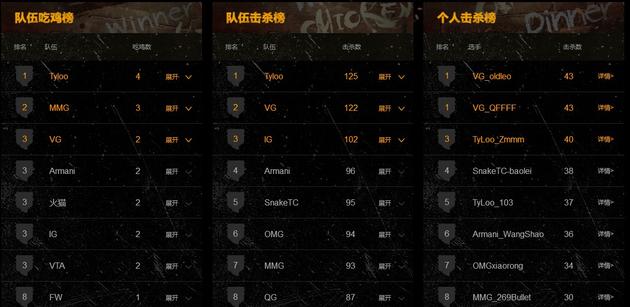 队伍吃鸡榜
排名 队伍 吃鸡数
1 Tyloo 4 展开
2 MMG 3 展开
3 VG 2 展开
3 Armani 2 展开
3 火猫 2 展开
3 IG 2 展开
3 VTA 2 展开
8 FW 1 展开
winner
队伍击杀榜
排名 队伍 击杀数
1 Tyloo 125 展开
2 VG 122 展开
3 IG 102 展开
4 Armani 96 展开
5 SnakeTC 95 展开
6 OMG 94 展开
7 MMG 93 展开
8 QG 87 展开
CHICKEN
个人击杀榜
排名 选手 击杀数
1 VG_oldleo 43 详情>
1 VG_QFFFF 43 详情>
3 TyLoo_Zmmm 40 详情>
4 SnakeTC-baolei 38 详情>
5 TyLoo_103 37 详情>
6 Armani_WangShao 36 详情>
7 OMGxiaorong 34 详情>
8 MMG_269Bullet 30 详情>
Dinner